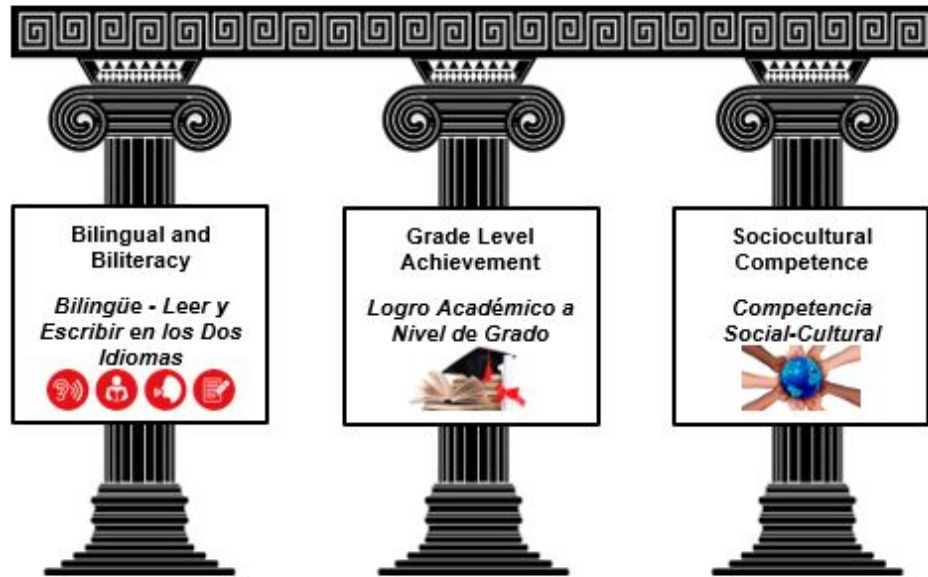 Bilingual and
Biliteracy
Bilingüe - Leer y
Escribir en los Dos
Idiomas
Grade Level
Achievement
Logro Académico a
Nivel de Grado
Sociocultural
Competence
Competencia
Social-Cultural